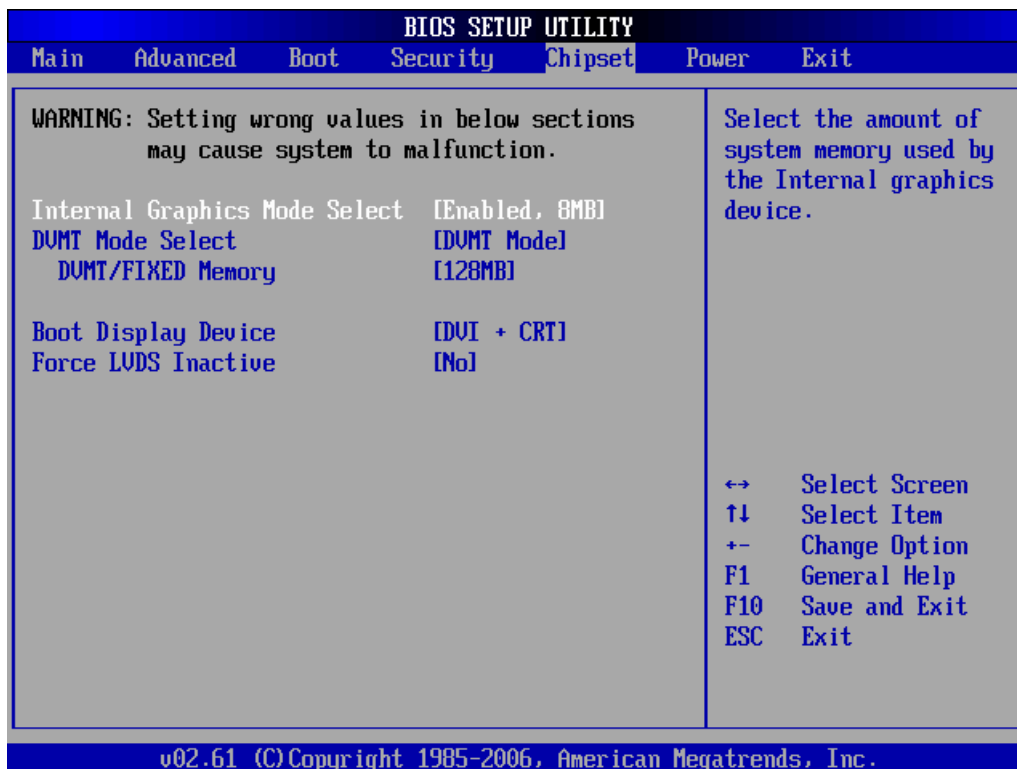 BIOS SETUP UTILITY
Main Advanced Boot Security Chipset Power Exit
WARNING: Setting wrong values in below sections
may cause system to malfunction.
Internal Graphics Mode Select [Enabled, 8MB]
DVMT Mode Select [DVMT Mode]
DVMT/FIXED Memory [128MB]
Boot Display Device [DVI + CRT]
Force LVDS Inactive [No]
Select the amount of
system memory used by
the Internal graphics
device.
←→ Select Screen
↑↓ Select Item
+- Change Option
F1 General Help
F10 Save and Exit
ESC Exit
v02.61 (C)Copyright 1985-2006, American Megatrends, Inc.